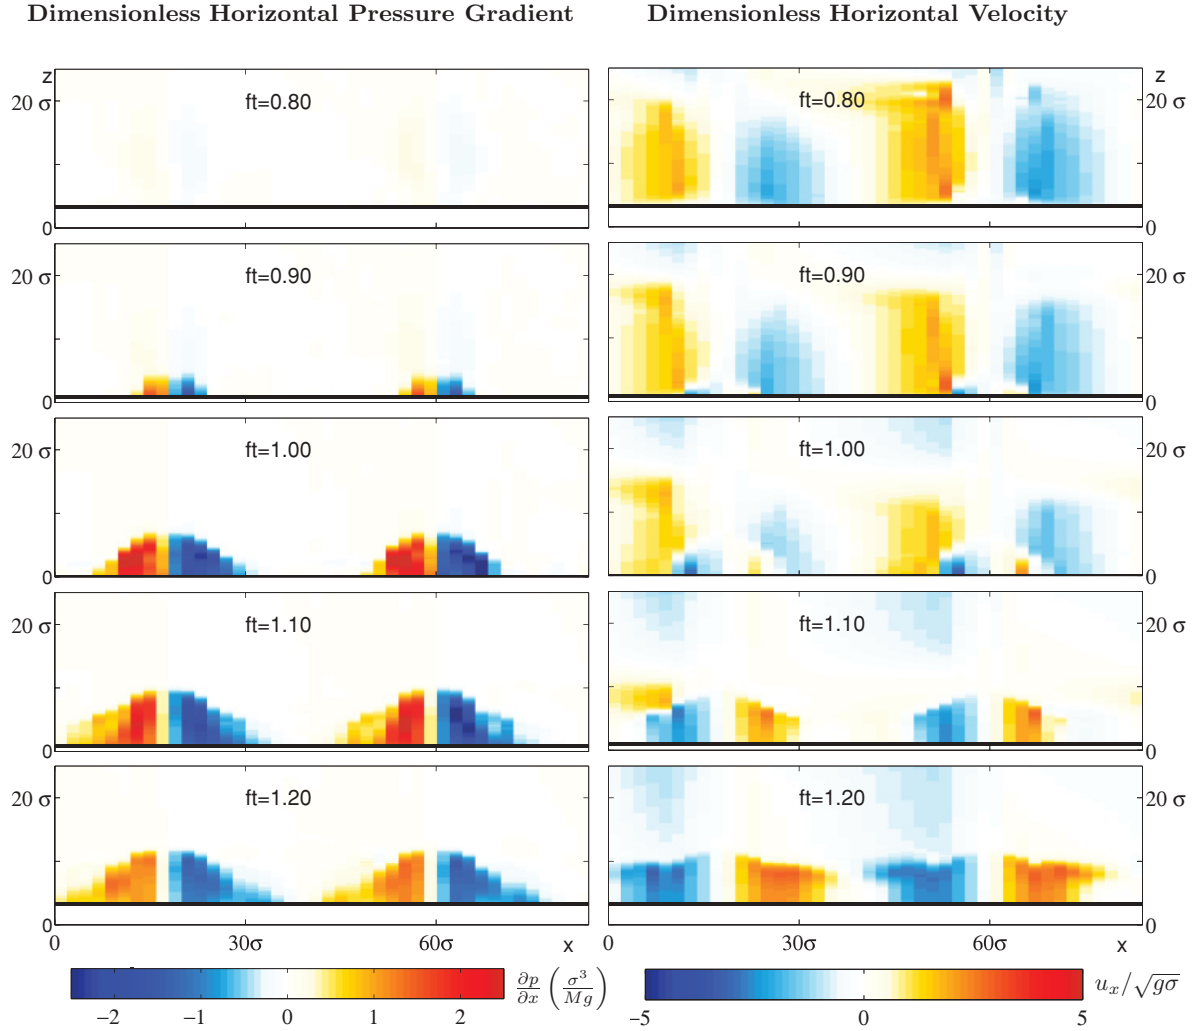 Dimensionless Horizontal Pressure Gradient
Dimensionless Horizontal Velocity
z
20 σ
ft=0.80
0
ft=0.80
z
20 σ
0
20 σ
ft=0.90
0
ft=0.90
20 σ
0
20 σ
ft=1.00
0
ft=1.00
20 σ
0
20 σ
ft=1.10
0
ft=1.10
20 σ
0
20 σ
ft=1.20
0
ft=1.20
20 σ
0
0 30σ 60σ x
0 30σ 60σ x
−2 −1 0 1 2
∂p/∂x (σ³/Mg)
−5 0 5
u_x/√gσ